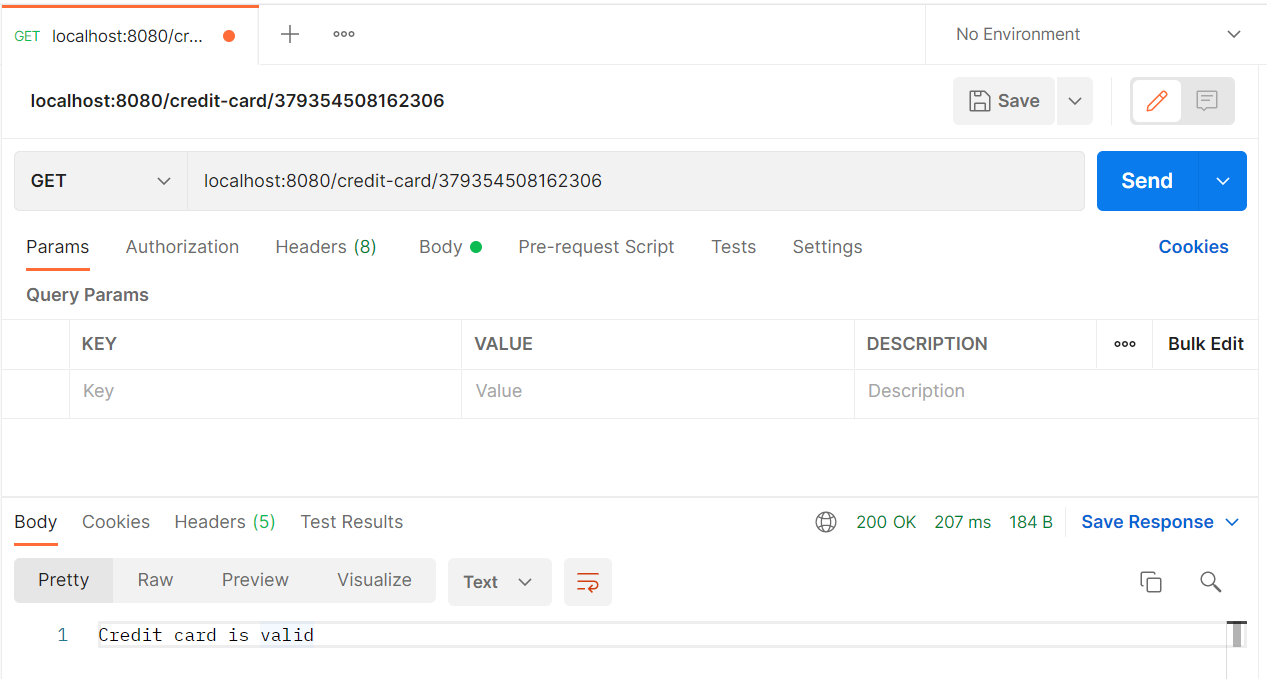 GET localhost:8080/cr...
No Environment
localhost:8080/credit-card/379354508162306
Save
GET localhost:8080/credit-card/379354508162306 Send
Params Authorization Headers (8) Body Pre-request Script Tests Settings Cookies
Query Params
KEY VALUE DESCRIPTION Bulk Edit
Key Value Description
Body Cookies Headers (5) Test Results 200 OK 207 ms 184 B Save Response
Pretty Raw Preview Visualize Text
1 Credit card is valid